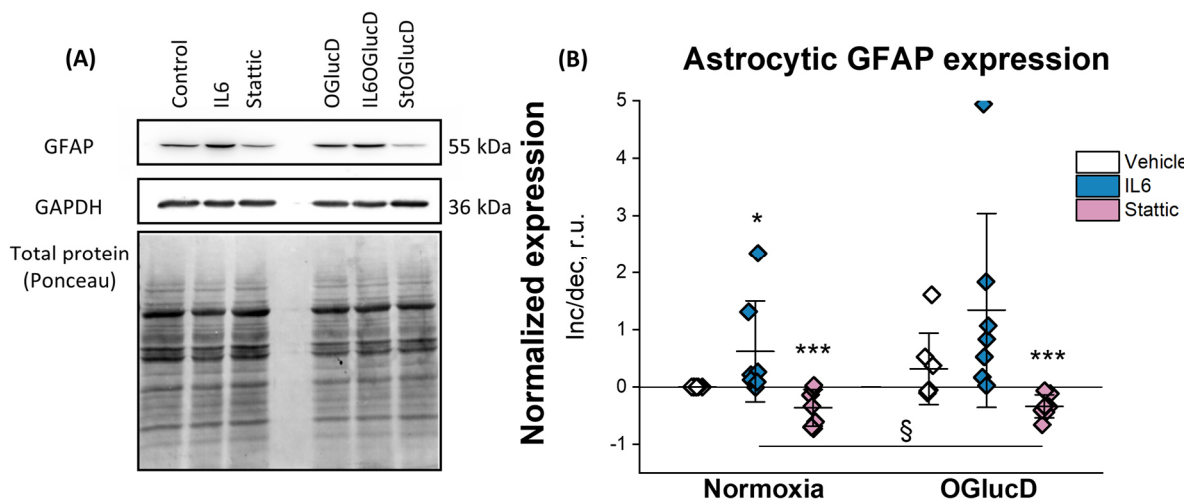 (A)
Control
IL6
Stattic
OGlucD
IL6OGlucD
StOGlucD
GFAP
55 kDa
GAPDH
36 kDa
Total protein
(Ponceau)
(B)
Astrocytic GFAP expression
Normalized expression
Inc/dec, r.u.
5
4
3
2
1
0
-1
*
***
***
§
Normoxia
OGlucD
Vehicle
IL6
Stattic